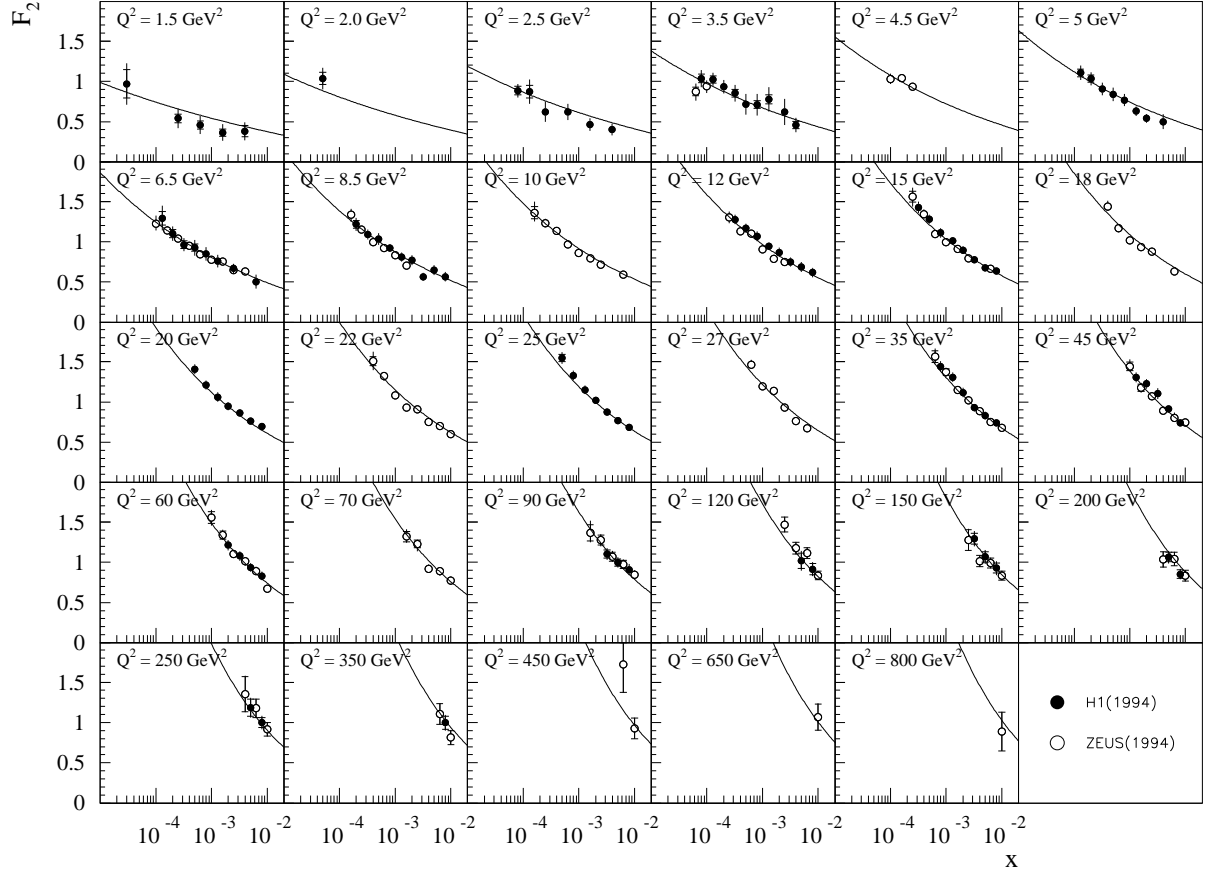 F₂
Q² = 1.5 GeV² Q² = 2.0 GeV² Q² = 2.5 GeV² Q² = 3.5 GeV² Q² = 4.5 GeV² Q² = 5 GeV²
1.5
1
0.5
0
Q² = 6.5 GeV² Q² = 8.5 GeV² Q² = 10 GeV² Q² = 12 GeV² Q² = 15 GeV² Q² = 18 GeV²
1.5
1
0.5
0
Q² = 20 GeV² Q² = 22 GeV² Q² = 25 GeV² Q² = 27 GeV² Q² = 35 GeV² Q² = 45 GeV²
1.5
1
0.5
0
Q² = 60 GeV² Q² = 70 GeV² Q² = 90 GeV² Q² = 120 GeV² Q² = 150 GeV² Q² = 200 GeV²
1.5
1
0.5
0
Q² = 250 GeV² Q² = 350 GeV² Q² = 450 GeV² Q² = 650 GeV² Q² = 800 GeV²
1.5
1
0.5
0
H1(1994)
ZEUS(1994)
10⁻⁴ 10⁻³ 10⁻² 10⁻⁴ 10⁻³ 10⁻² 10⁻⁴ 10⁻³ 10⁻² 10⁻⁴ 10⁻³ 10⁻² 10⁻⁴ 10⁻³ 10⁻²
x